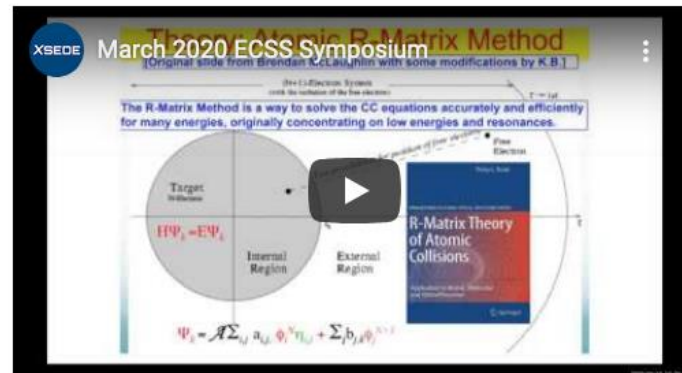 Theory: Atomic R-Matrix Method
XSEDE
March 2020 ECSS Symposium
[Original slide from Brendan McLaughlin with some modifications by K.B.]
(N+1)-Electron System
The R-Matrix Method is a way to solve the CC equations accurately and efficiently
for many energies, originally concentrating on low energies and resonances.
Free
Electron
Target
N-Electron
HΨₖ=EΨₖ
Internal
Region
External
Region
R-Matrix Theory
of Atomic
Collisions
Springer